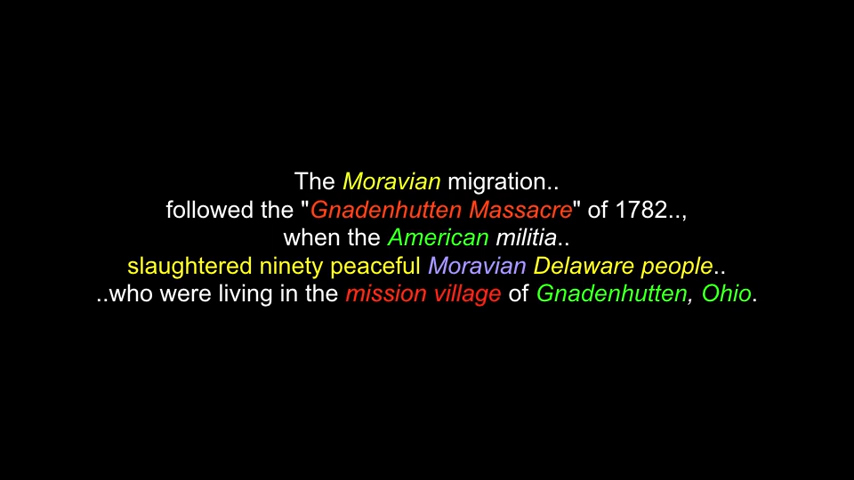 The Moravian migration..
followed the "Gnadenhutten Massacre" of 1782..,
when the American militia..
slaughtered ninety peaceful Moravian Delaware people..
..who were living in the mission village of Gnadenhutten, Ohio.